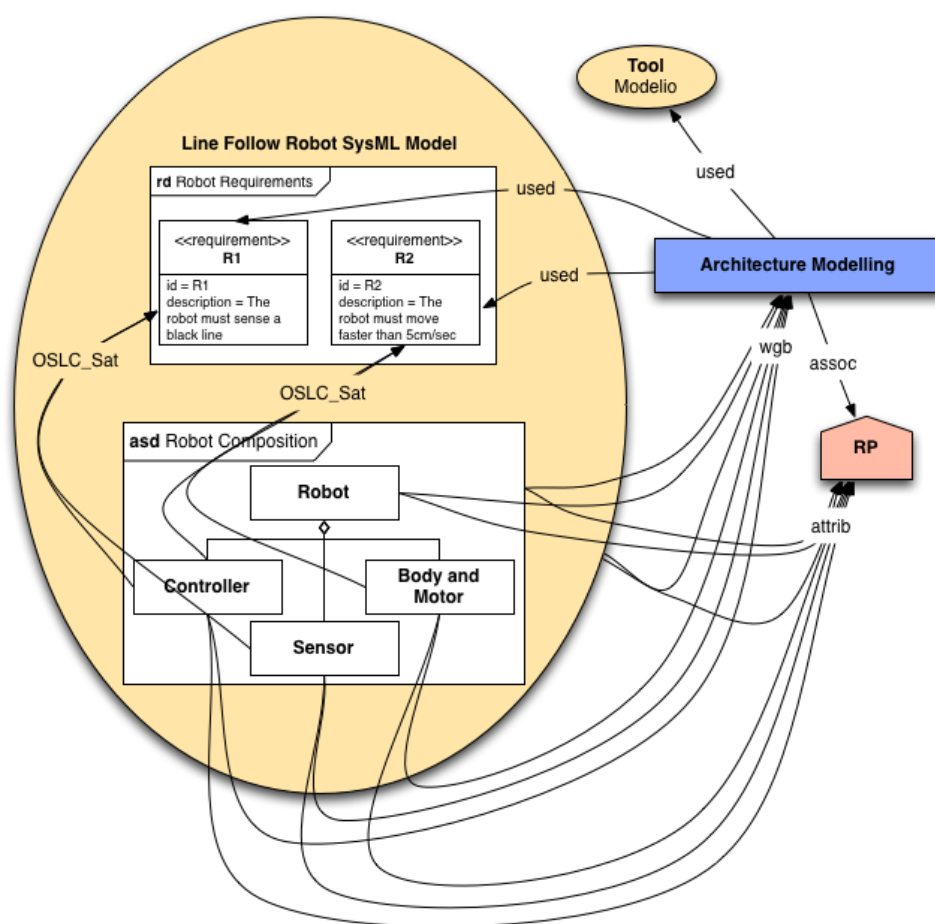 Tool
Modelio
Line Follow Robot SysML Model
rd Robot Requirements
used
used
<<requirement>>
R1
id = R1
description = The
robot must sense a
black line
<<requirement>>
R2
id = R2
description = The
robot must move
faster than 5cm/sec
used
Architecture Modelling
wgb
assoc
OSLC_Sat
OSLC_Sat
asd Robot Composition
RP
Robot
attrib
Controller
Body and
Motor
Sensor